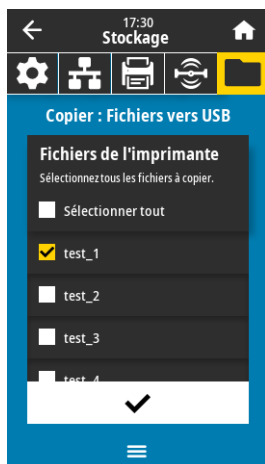 17:30
Stockage
Copier : Fichiers vers USB
Fichiers de l'imprimante
Sélectionnez tous les fichiers à copier.
Sélectionner tout
test_1
test_2
test_3
test_4